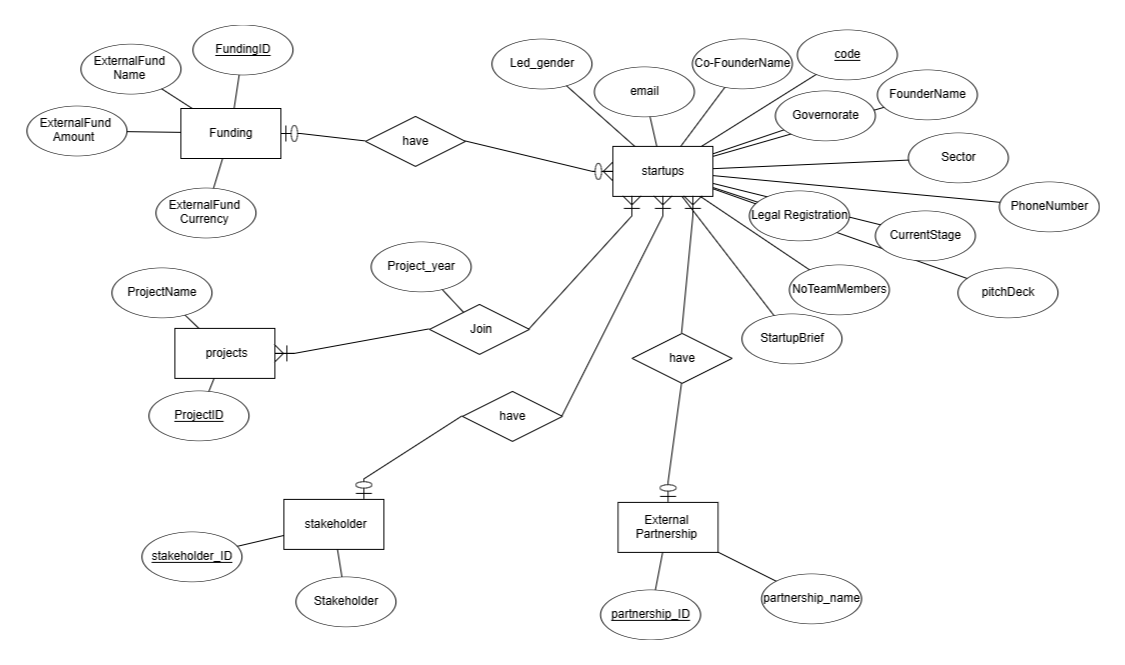 FundingID
ExternalFund
Name
ExternalFund
Amount
Funding
ExternalFund
Currency
have
Led_gender
email
Co-FounderName
code
Governorate
FounderName
startups
Sector
PhoneNumber
Legal Registration
CurrentStage
pitchDeck
NoTeamMembers
StartupBrief
Project_year
Join
ProjectName
projects
ProjectID
have
have
stakeholder
stakeholder_ID
Stakeholder
External
Partnership
partnership_ID
partnership_name